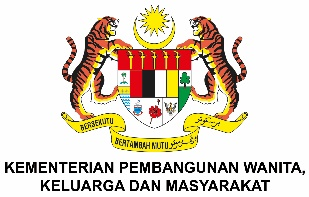 BERSEKUTU
BERTAMBAH MUTU
KEMENTERIAN PEMBANGUNAN WANITA,
KELUARGA DAN MASYARAKAT